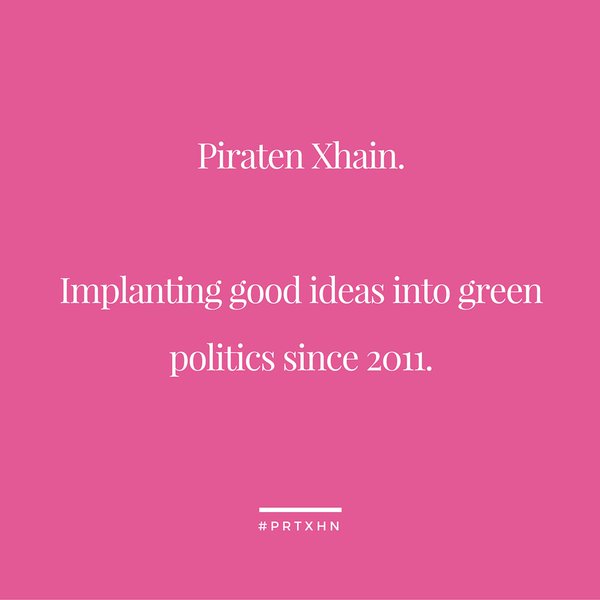 Piraten Xhain.
Implanting good ideas into green
politics since 2011.
#PRTXHN